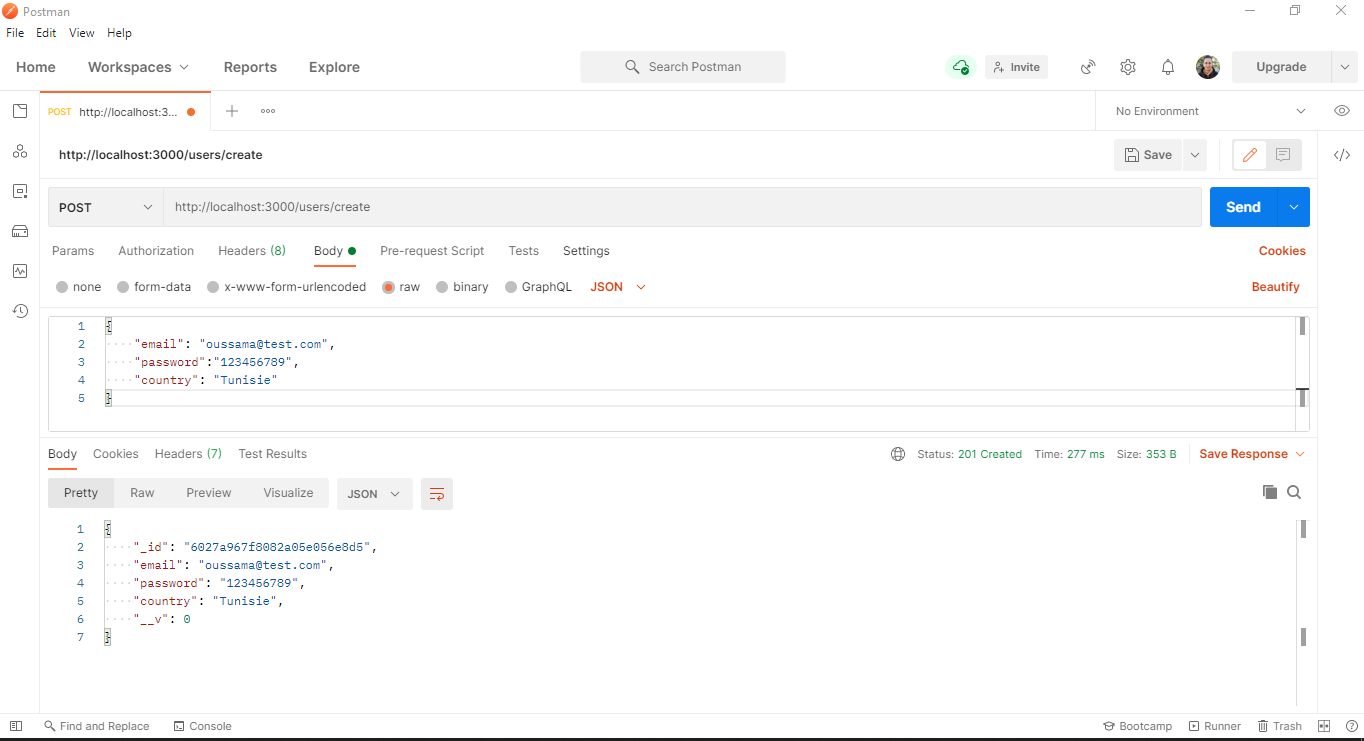 Postman
File Edit View Help
Home Workspaces Reports Explore Search Postman Invite Upgrade
POST http://localhost:3... No Environment
http://localhost:3000/users/create Save
POST http://localhost:3000/users/create Send
Params Authorization Headers (8) Body Pre-request Script Tests Settings Cookies
none form-data x-www-form-urlencoded raw binary GraphQL JSON Beautify
1 {
2 "email": "oussama@test.com",
3 "password":"123456789",
4 "country": "Tunisie"
5 }
Body Cookies Headers (7) Test Results Status: 201 Created Time: 277 ms Size: 353 B Save Response
Pretty Raw Preview Visualize JSON
1 {
2 "_id": "6027a967f8082a05e056e8d5",
3 "email": "oussama@test.com",
4 "password": "123456789",
5 "country": "Tunisie",
6 "__v": 0
7 }
Find and Replace Console Bootcamp Runner Trash